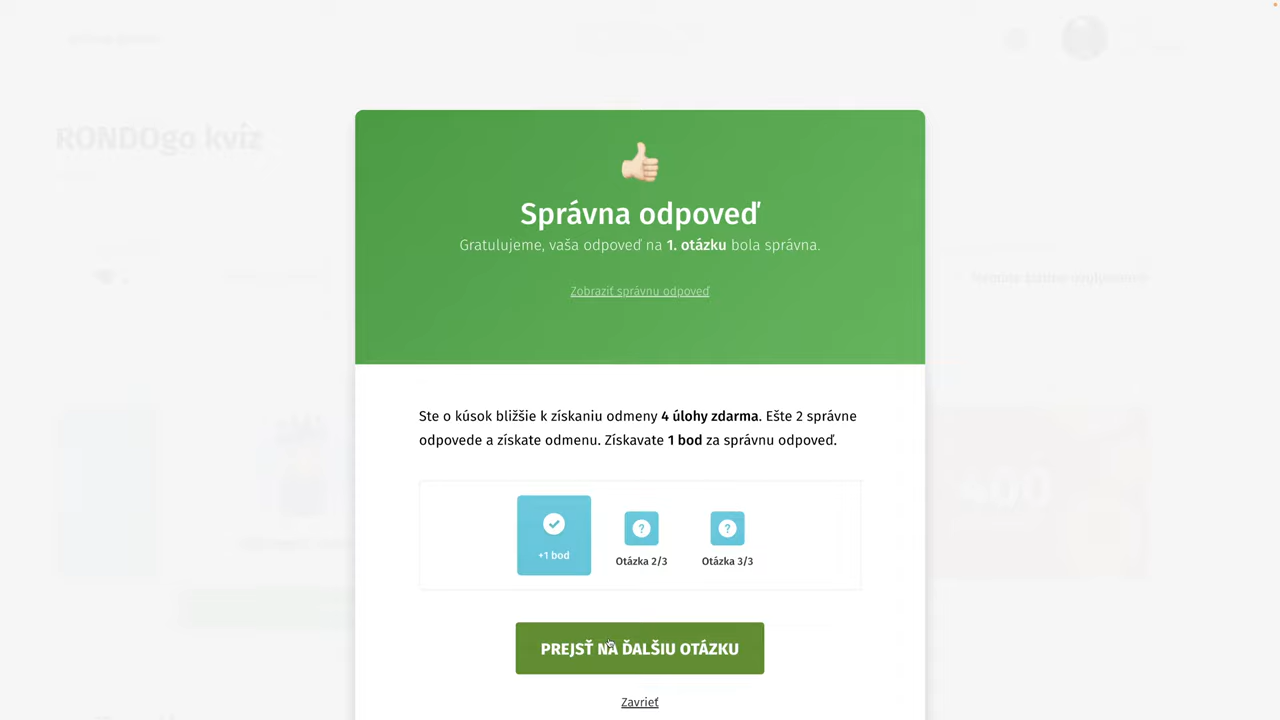 RONDOgo kvíz
Správna odpoveď
Gratulujeme, vaša odpoveď na 1. otázku bola správna.
Zobraziť správnu odpoveď
Ste o kúsok bližšie k získaniu odmeny 4 úlohy zdarma. Ešte 2 správne
odpovede a získate odmenu. Získavate 1 bod za správnu odpoveď.
+1 bod
Otázka 2/3
Otázka 3/3
PREJSŤ NA ĎALŠIU OTÁZKU
Zavrieť